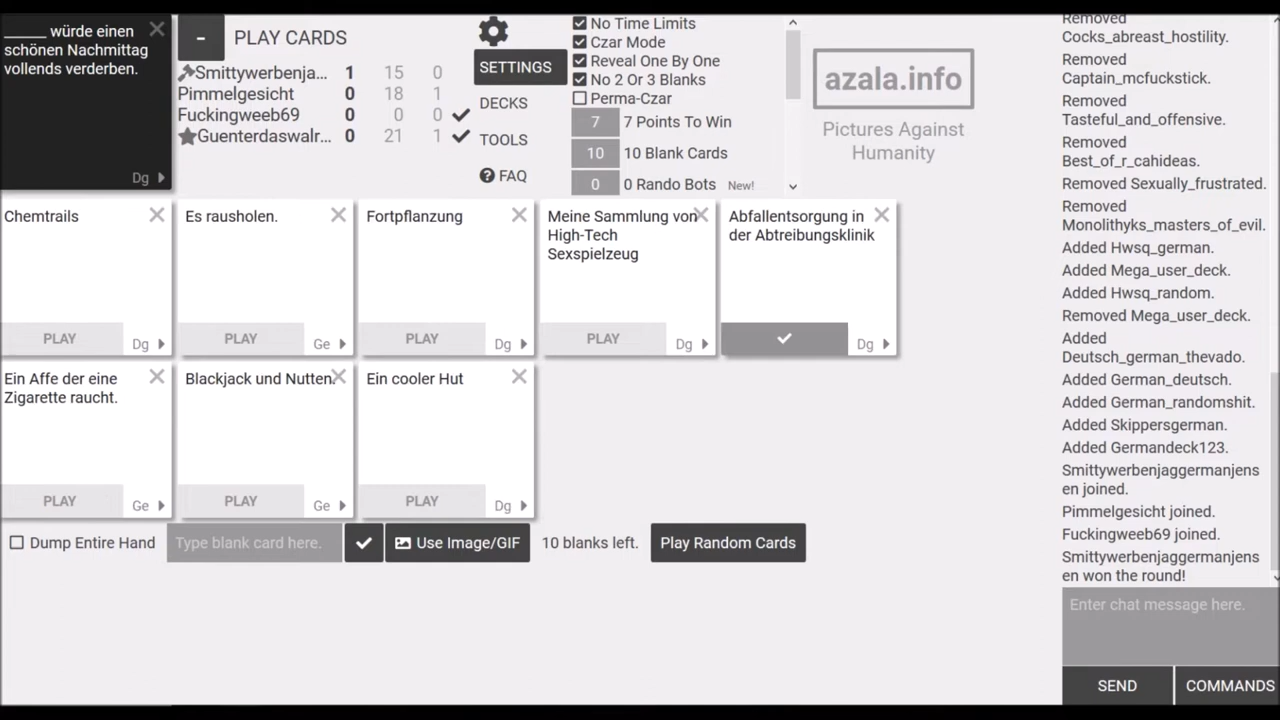 _____ würde einen
schönen Nachmittag
vollends verderben.
Dg
-
PLAY CARDS
Smittywerbenja... 1 15 0
Pimmelgesicht 0 18 1
Fuckingweeb69 0 0 0
Guenterdaswalr... 0 21 1
SETTINGS
DECKS
TOOLS
? FAQ
No Time Limits
Czar Mode
Reveal One By One
No 2 Or 3 Blanks
Perma-Czar
7 7 Points To Win
10 10 Blank Cards
0 0 Rando Bots New!
azala.info
Pictures Against
Humanity
Chemtrails
PLAY Dg
Es rausholen.
PLAY Ge
Fortpflanzung
PLAY Dg
Meine Sammlung von
High-Tech
Sexspielzeug
PLAY Dg
Abfallentsorgung in
der Abtreibungsklinik
Dg
Ein Affe der eine
Zigarette raucht.
PLAY Ge
Blackjack und Nutten.
PLAY Ge
Ein cooler Hut
PLAY Dg
Dump Entire Hand
Type blank card here.
Use Image/GIF
10 blanks left.
Play Random Cards
Removed
Cocks_abreast_hostility.
Removed
Captain_mcfuckstick.
Removed
Tasteful_and_offensive.
Removed
Best_of_r_cahideas.
Removed Sexually_frustrated.
Removed
Monolithyks_masters_of_evil.
Added Hwsq_german.
Added Mega_user_deck.
Added Hwsq_random.
Removed Mega_user_deck.
Added
Deutsch_german_thevado.
Added German_deutsch.
Added German_randomshit.
Added Skippersgerman.
Added Germandeck123.
Smittywerbenjaggermanjens
en joined.
Pimmelgesicht joined.
Fuckingweeb69 joined.
Smittywerbenjaggermanjens
en won the round!
Enter chat message here.
SEND
COMMANDS